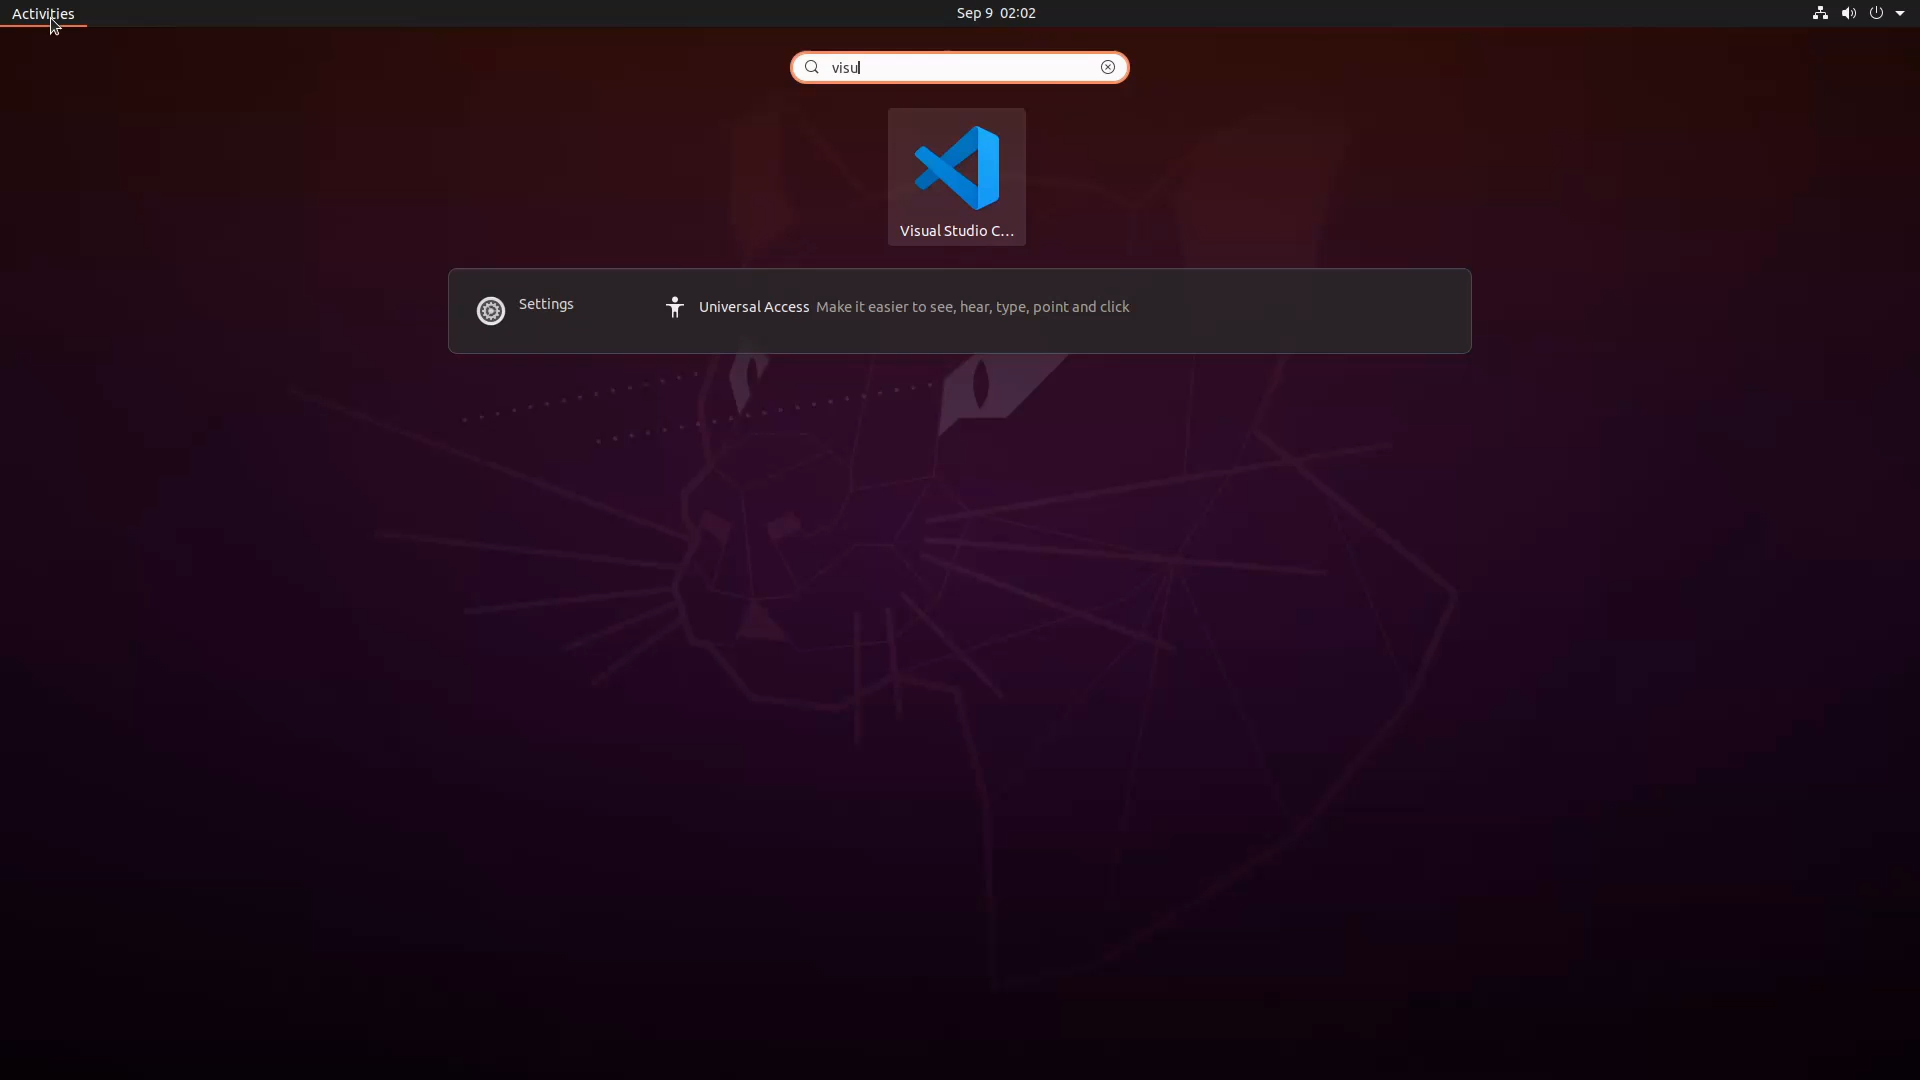 Activities
Sep 9 02:02
visu
Visual Studio C...
Settings
Universal Access Make it easier to see, hear, type, point and click